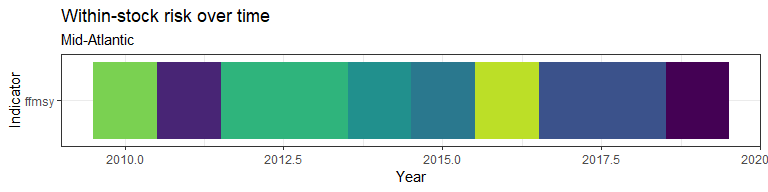 Within-stock risk over time
Mid-Atlantic
Indicator
ffmsy
2010.0 2012.5 2015.0 2017.5 2020
Year